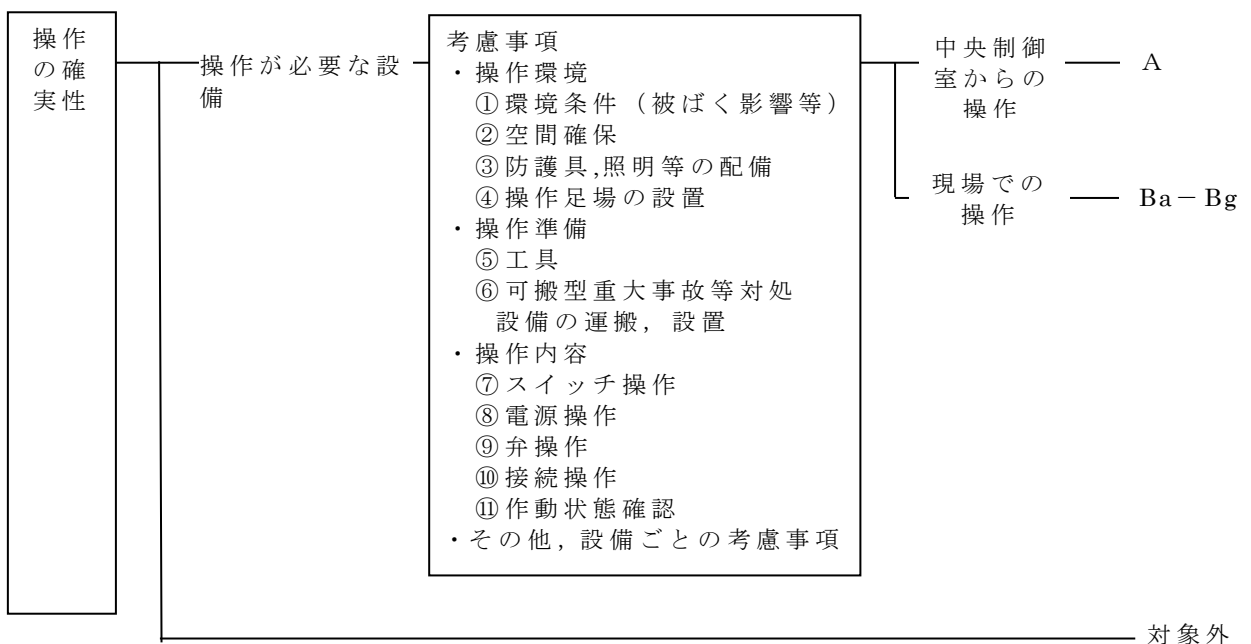 操作
の確
実性
操作が必要な設
備
考慮事項
・操作環境
①環境条件（被ばく影響等）
②空間確保
③防護具,照明等の配備
④操作足場の設置
・操作準備
⑤工具
⑥可搬型重大事故等対処
設備の運搬，設置
・操作内容
⑦スイッチ操作
⑧電源操作
⑨弁操作
⑩接続操作
⑪作動状態確認
・その他，設備ごとの考慮事項
中央制御
室からの
操作
A
現場での
操作
Ba－Bg
対象外